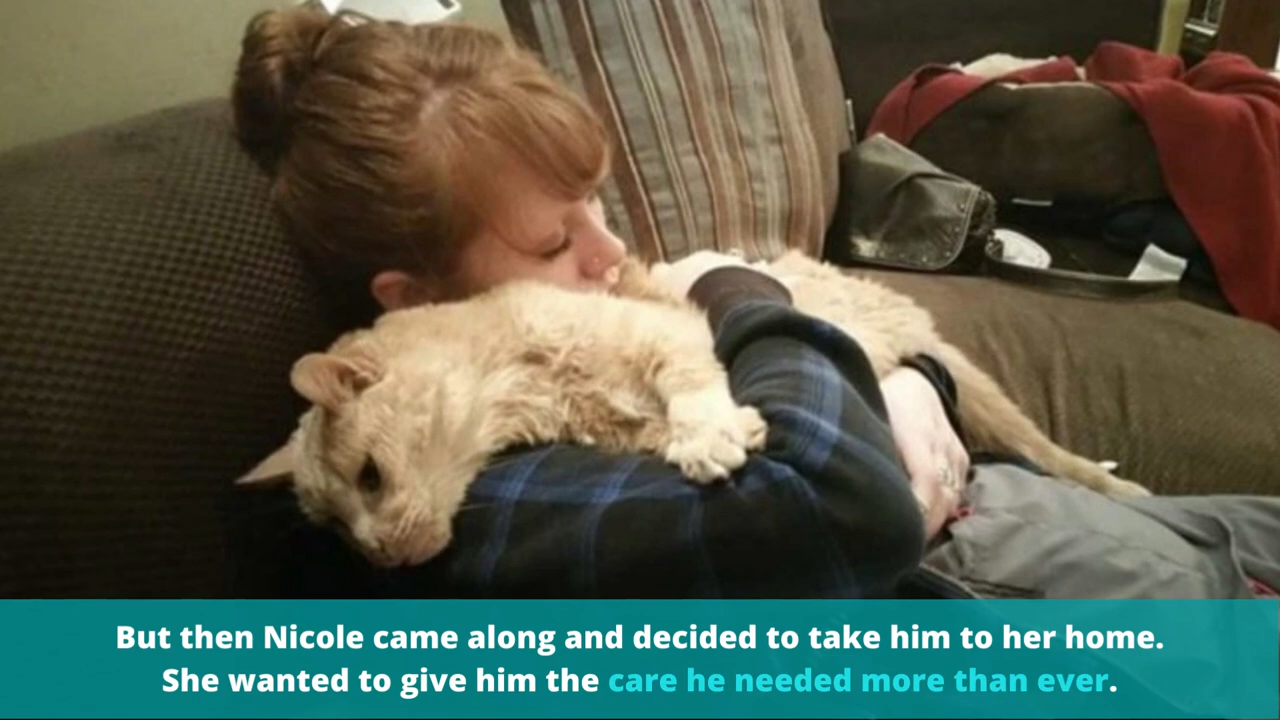 But then Nicole came along and decided to take him to her home.
She wanted to give him the care he needed more than ever.